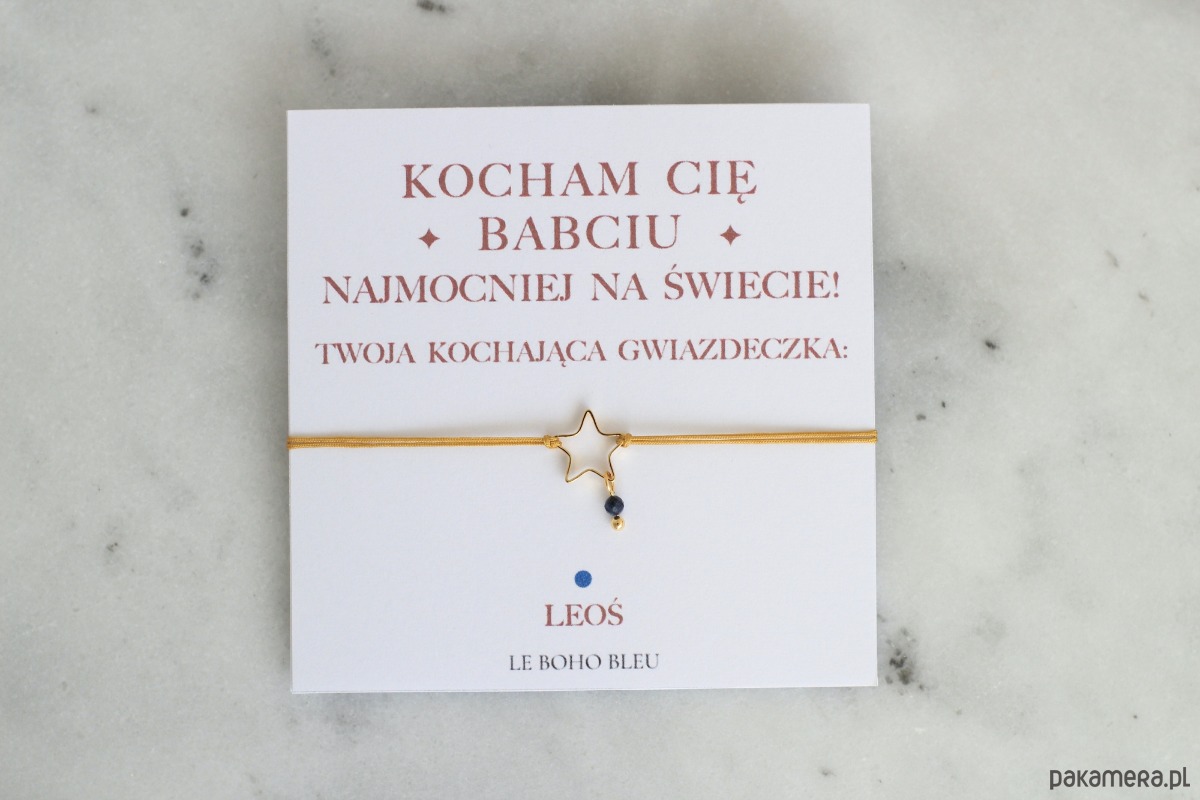 KOCHAM CIĘ
BABCIU
NAJMOCNIEJ NA ŚWIECIE!
TWOJA KOCHAJĄCA GWIAZDECZKA:
LEOŚ
LE BOHO BLEU
pakamera.pl